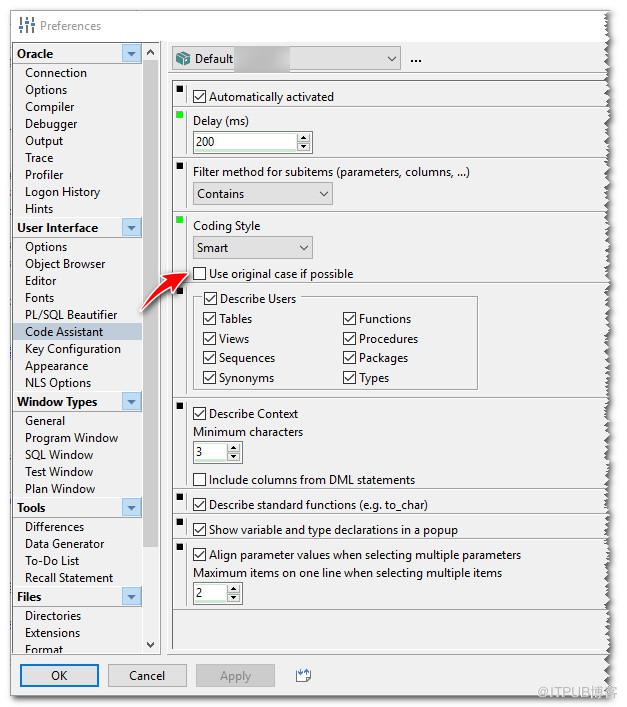 Preferences
Oracle
Connection
Options
Compiler
Debugger
Output
Trace
Profiler
Logon History
Hints
User Interface
Options
Object Browser
Editor
Fonts
PL/SQL Beautifier
Code Assistant
Key Configuration
Appearance
NLS Options
Window Types
General
Program Window
SQL Window
Test Window
Plan Window
Tools
Differences
Data Generator
To-Do List
Recall Statement
Files
Directories
Extensions
Format
Default
...
Automatically activated
Delay (ms)
200
Filter method for subitems (parameters, columns, ...)
Contains
Coding Style
Smart
Use original case if possible
Describe Users
Tables Functions
Views Procedures
Sequences Packages
Synonyms Types
Describe Context
Minimum characters
3
Include columns from DML statements
Describe standard functions (e.g. to_char)
Show variable and type declarations in a popup
Align parameter values when selecting multiple parameters
Maximum items on one line when selecting multiple items
2
OK Cancel Apply
@ITPUB博客